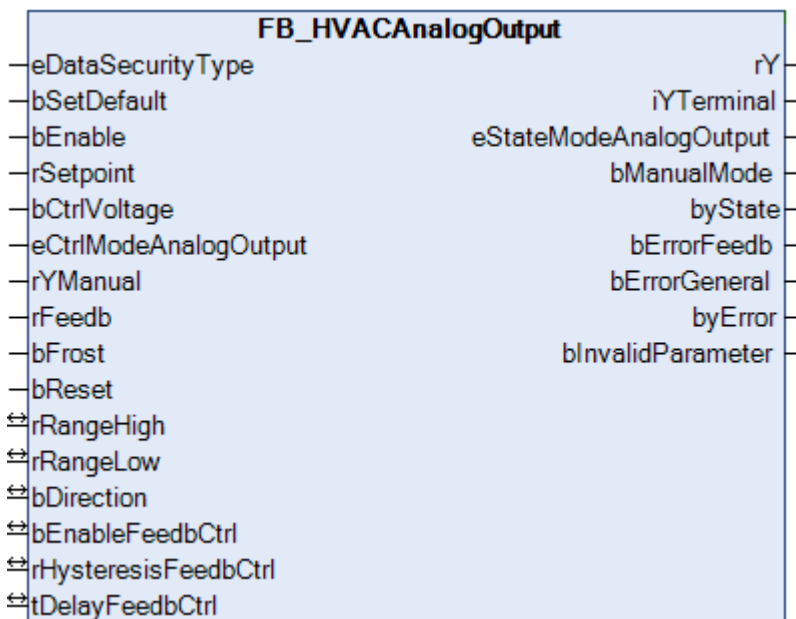 FB_HVACAnalogOutput
eDataSecurityType rY
bSetDefault iYTerminal
bEnable eStateModeAnalogOutput
rSetpoint bManualMode
bCtrlVoltage byState
eCtrlModeAnalogOutput bErrorFeedb
rYManual bErrorGeneral
rFeedb byError
bFrost bInvalidParameter
bReset
rRangeHigh
rRangeLow
bDirection
bEnableFeedbCtrl
rHysteresisFeedbCtrl
tDelayFeedbCtrl